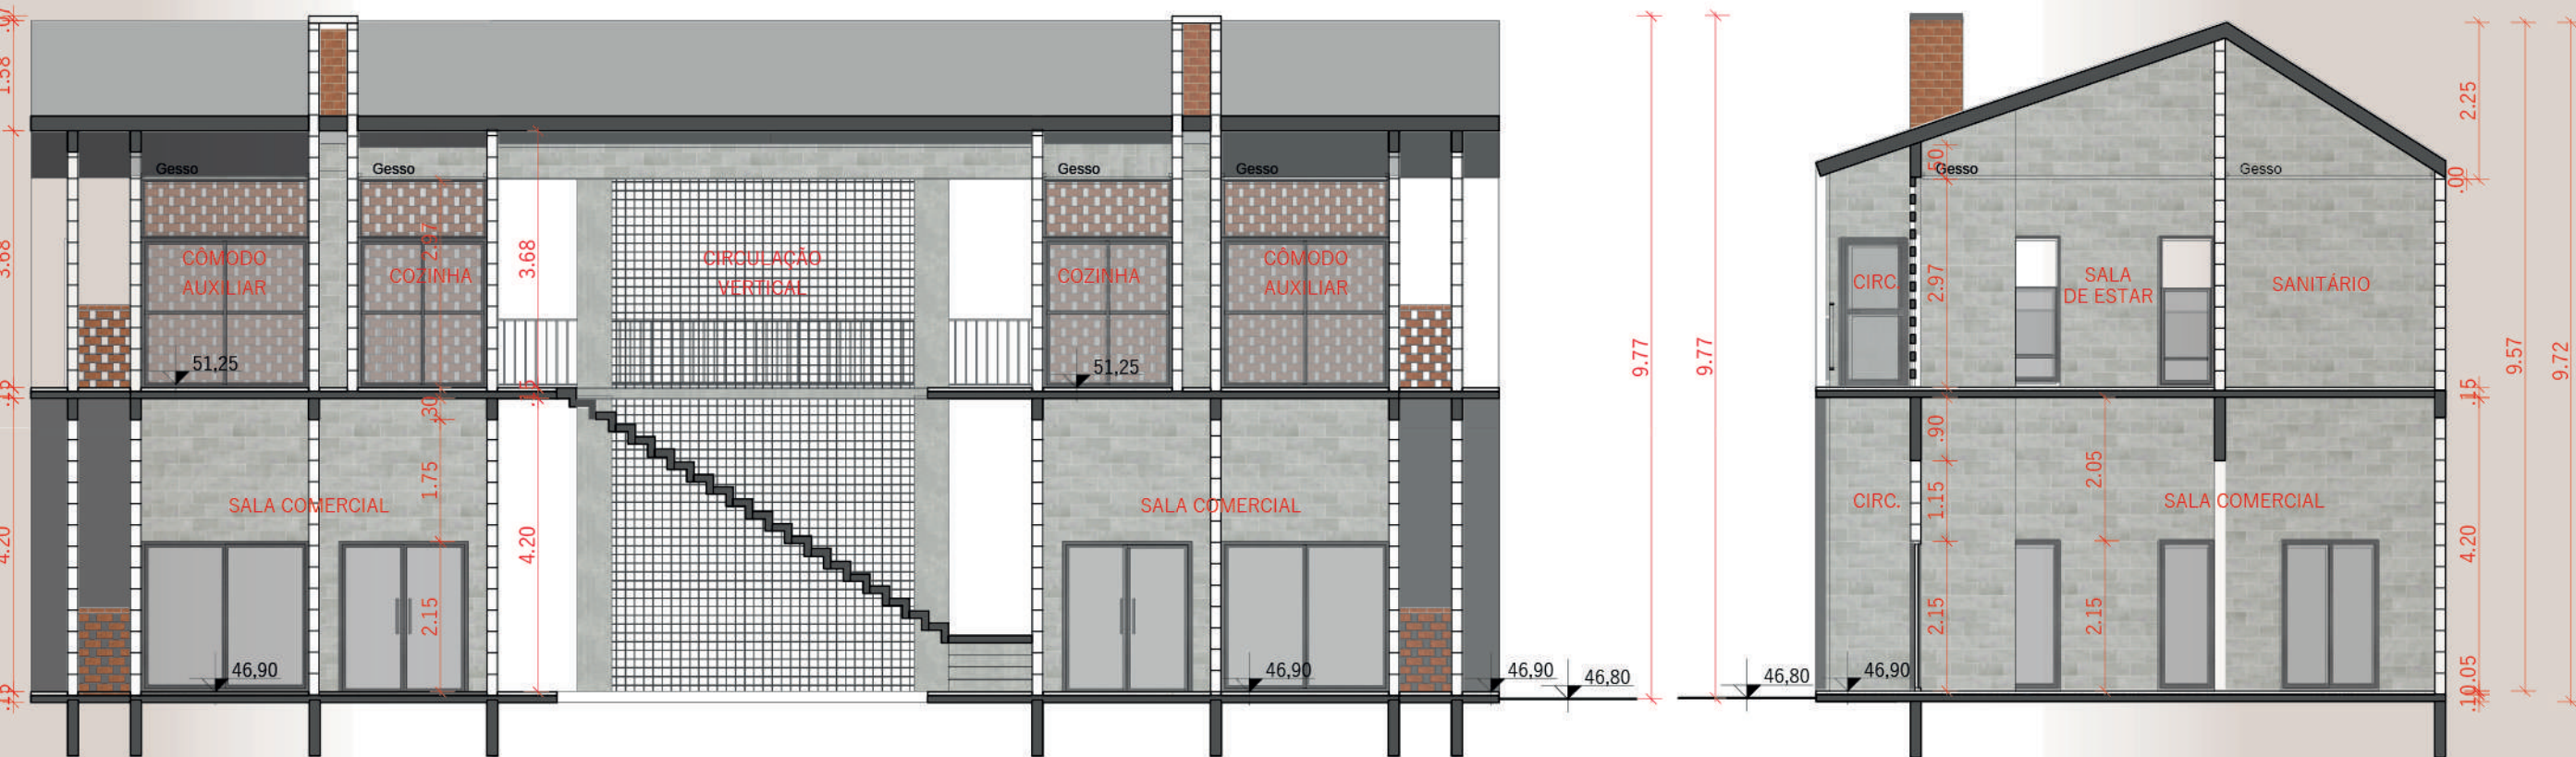 1.58
3.68
.15
4.20
.15
Gesso
Gesso
Gesso
Gesso
CÔMODO
AUXILIAR
2.97
COZINHA
3.68
CIRCULAÇÃO
VERTICAL
COZINHA
CÔMODO
AUXILIAR
51,25
51,25
.30
.15
1.75
SALA COMERCIAL
4.20
SALA COMERCIAL
2.15
46,90
46,90
46,90
46,80
9.77
9.77
.50
Gesso
Gesso
CIRC.
2.97
SALA
DE ESTAR
SANITÁRIO
.90
2.05
CIRC.
1.15
SALA COMERCIAL
2.15
2.15
46,80
46,90
2.25
.00
.15
4.20
.10
.05
9.57
9.72